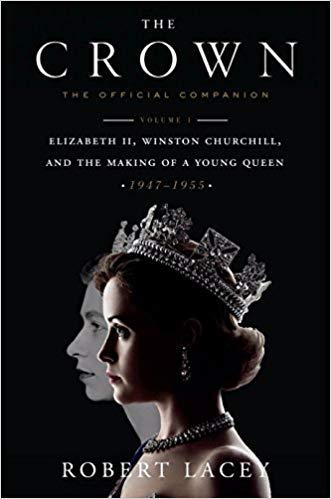 THE
CROWN
THE OFFICIAL COMPANION
VOLUME I
ELIZABETH II, WINSTON CHURCHILL,
AND THE MAKING OF A YOUNG QUEEN
· 1947–1955 ·
ROBERT LACEY